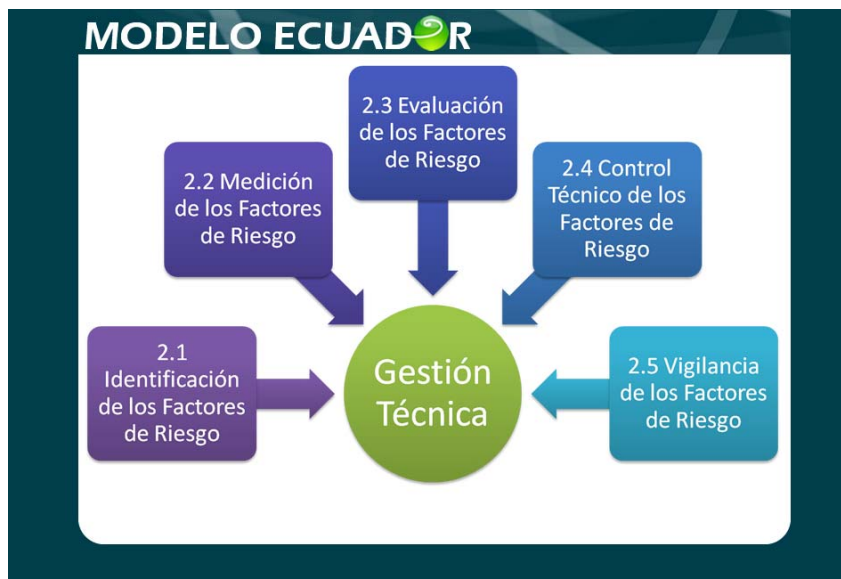 MODELO ECUADOR
2.1
Identificación
de los Factores
de Riesgo
2.2 Medición
de los Factores
de Riesgo
2.3 Evaluación
de los Factores
de Riesgo
2.4 Control
Técnico de los
Factores de
Riesgo
2.5 Vigilancia
de los Factores
de Riesgo
Gestión
Técnica